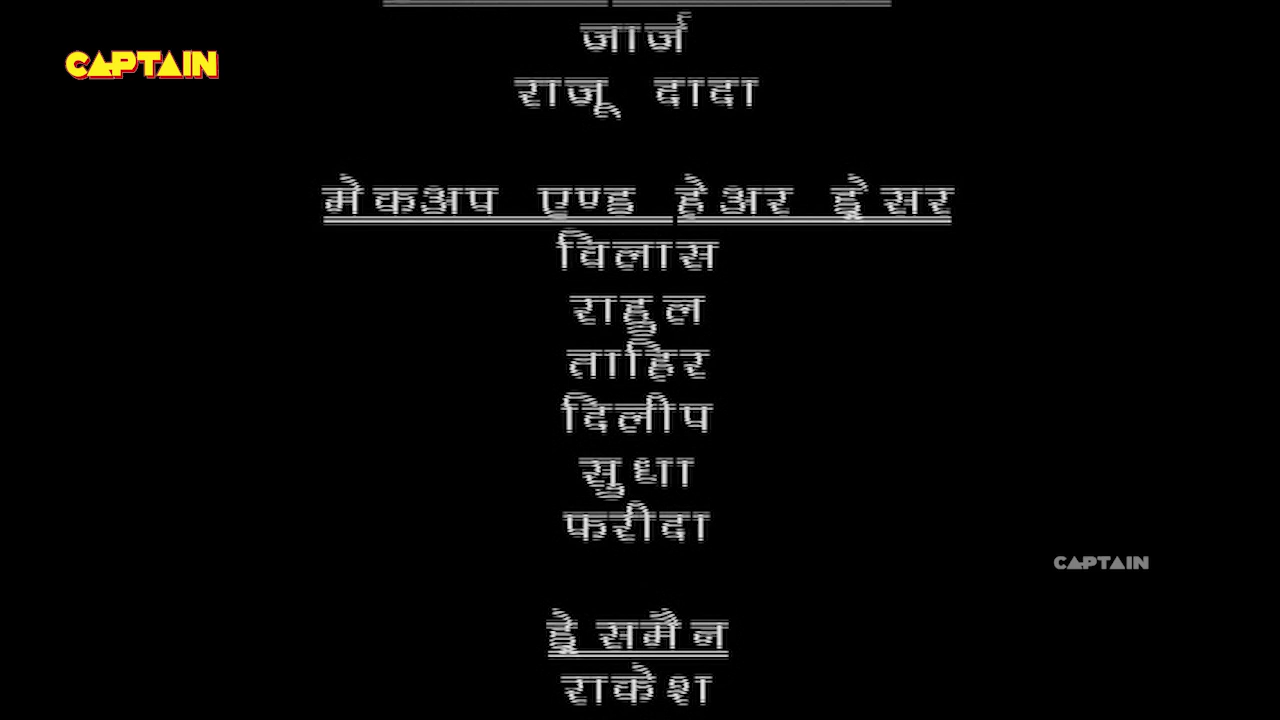 जार्ज
CAPTAIN
राजू दादा
मेकअप एण्ड हेअर ड्रेसर
विलास
राहुल
ताहिर
दिलीप
सुधा
फरीदा
CAPTAIN
ड्रेसमैन
राकेश